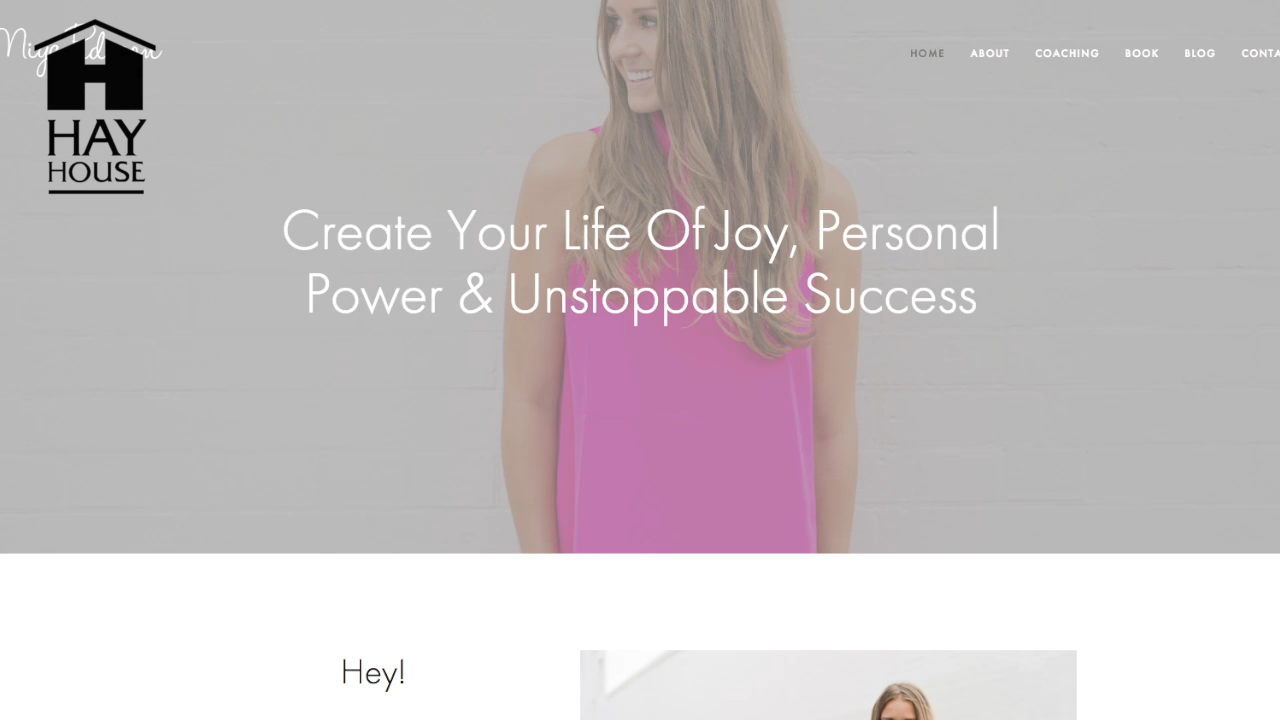 HAY
HOUSE
HOME ABOUT COACHING BOOK BLOG
Create Your Life Of Joy, Personal
Power & Unstoppable Success
Hey!